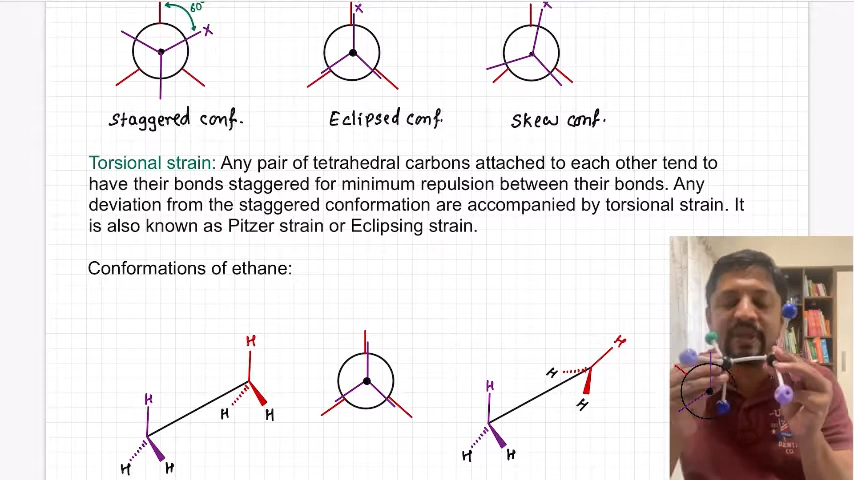 60°
X
X
X
Staggered conf.
Eclipsed conf.
Skew conf.
Torsional strain: Any pair of tetrahedral carbons attached to each other tend to
have their bonds staggered for minimum repulsion between their bonds. Any
deviation from the staggered conformation are accompanied by torsional strain. It
is also known as Pitzer strain or Eclipsing strain.
Conformations of ethane:
H
H
H
H
H
H
H
H
H
H
H
H